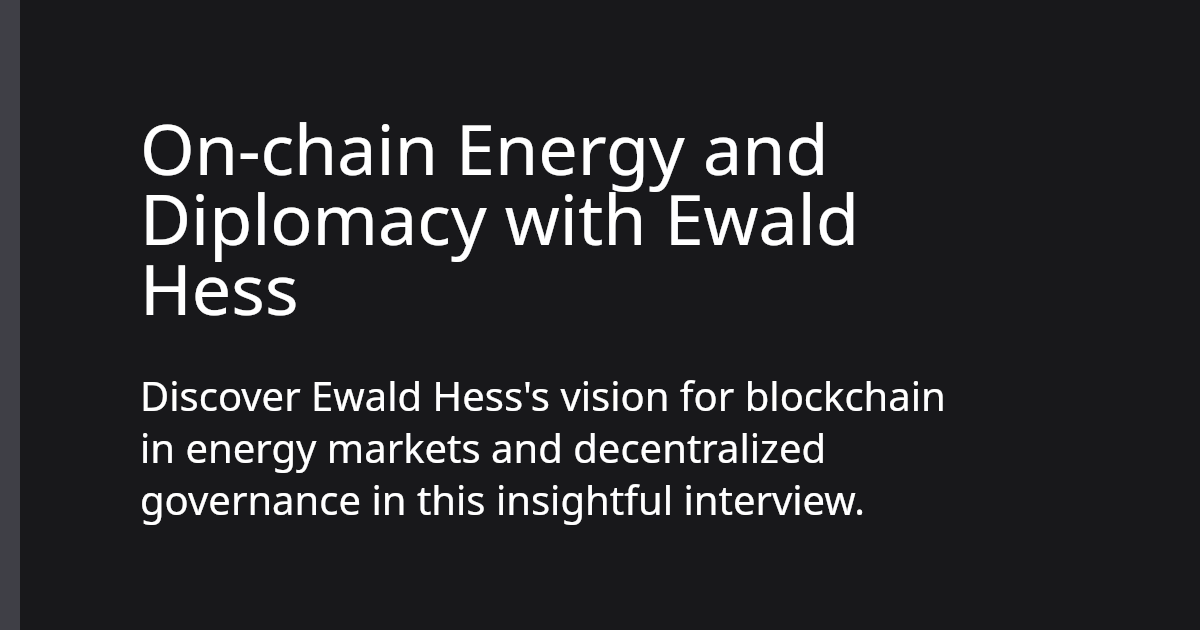 On-chain Energy and
Diplomacy with Ewald
Hess
Discover Ewald Hess's vision for blockchain
in energy markets and decentralized
governance in this insightful interview.